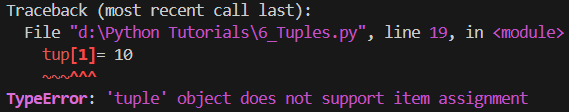 Traceback (most recent call last):
  File "d:\Python Tutorials\6_Tuples.py", line 19, in <module>
    tup[1]= 10
    ~~~^^^
TypeError: 'tuple' object does not support item assignment